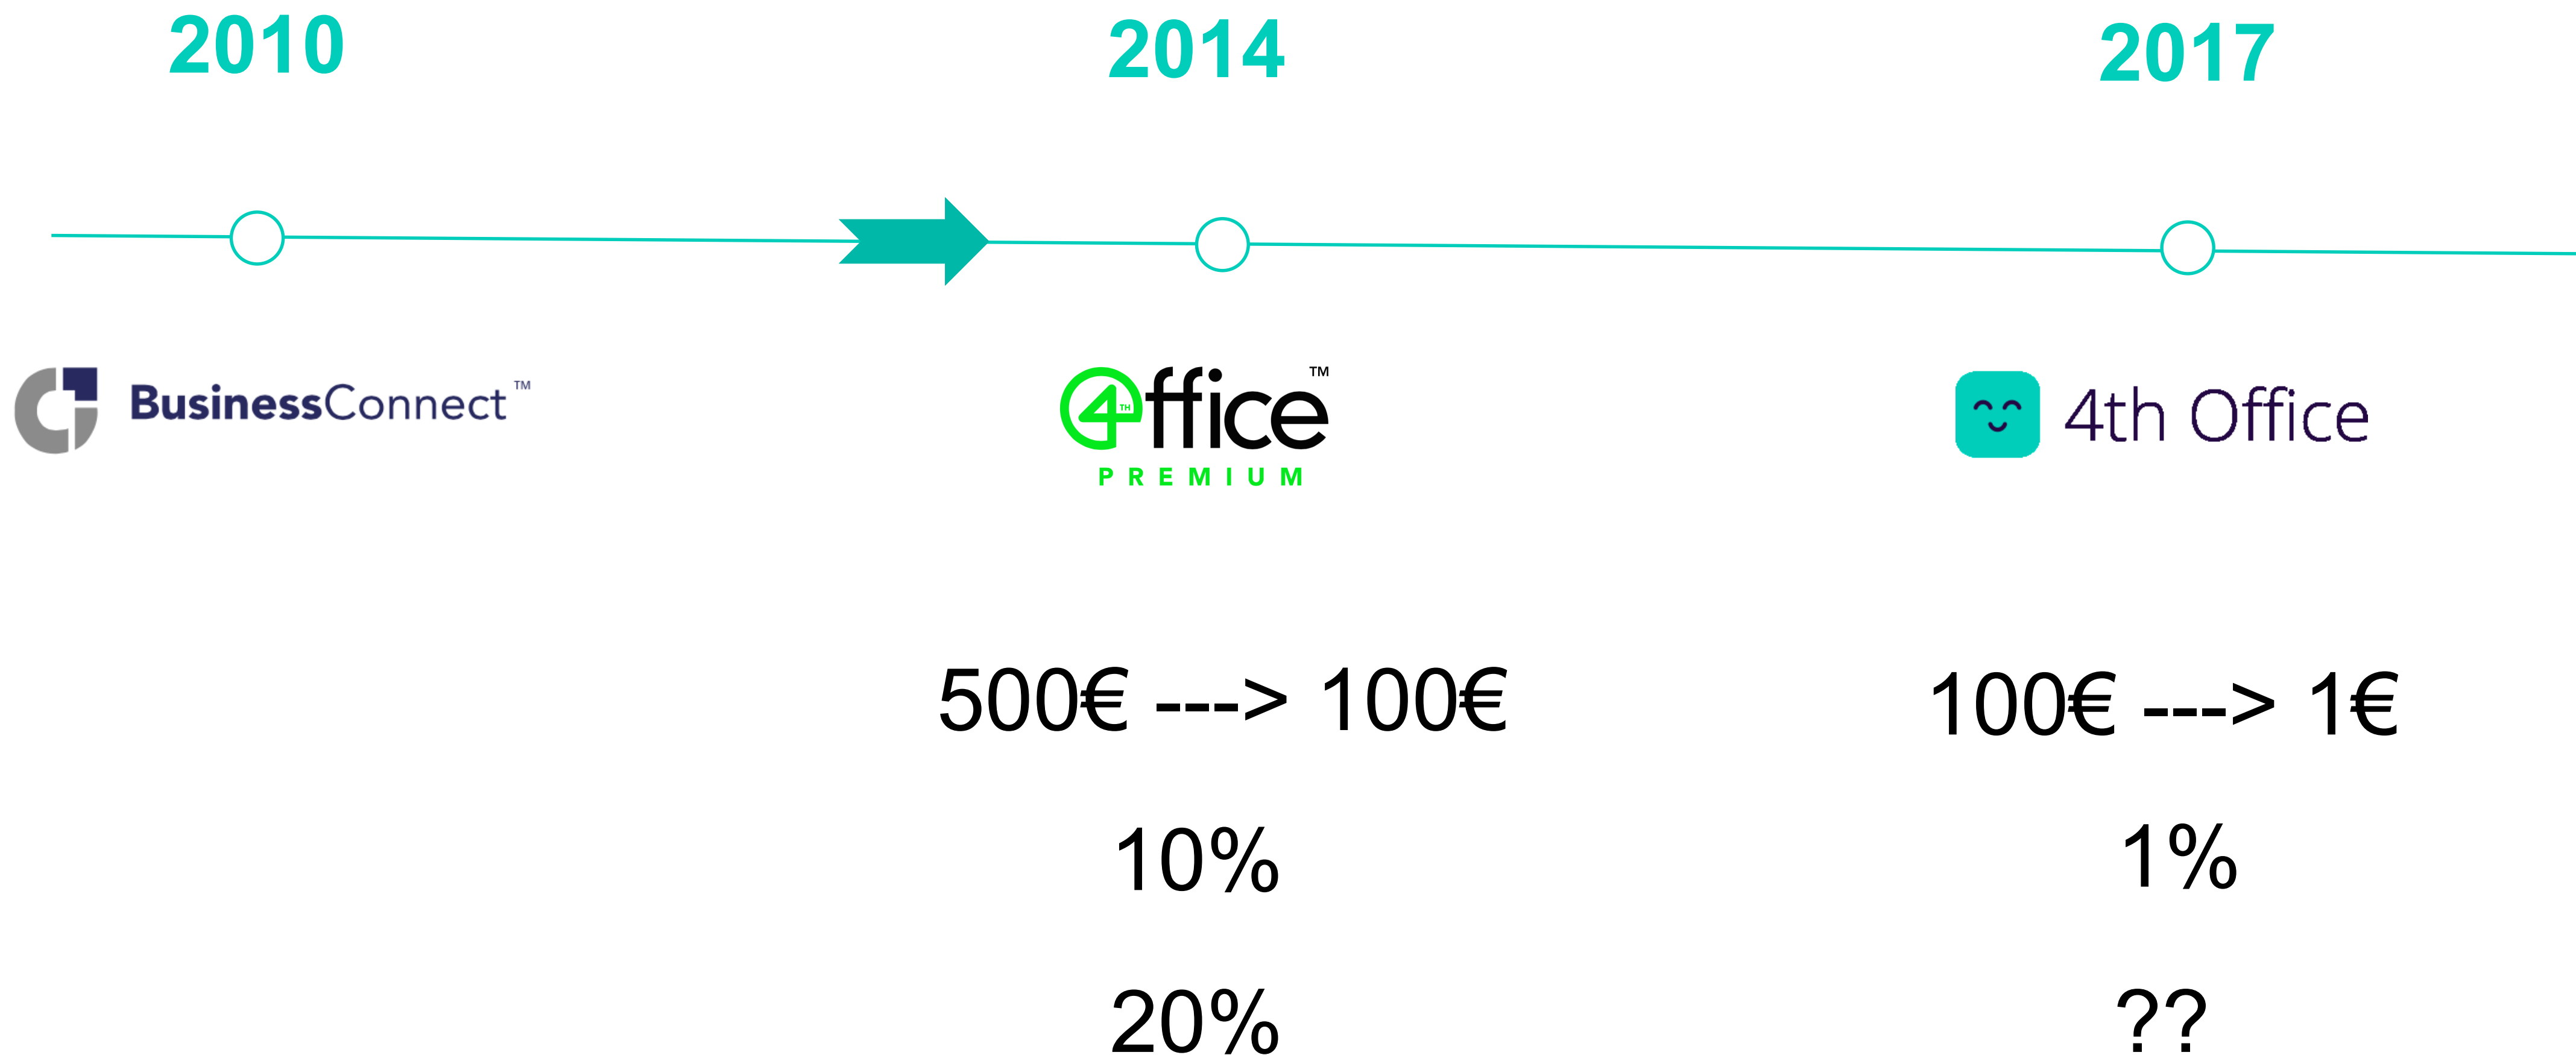 2010 2014 2017
BusinessConnect™ 4TH ffice™ 4th Office
PREMIUM
500€ ---> 100€ 100€ ---> 1€
10% 1%
20% ??